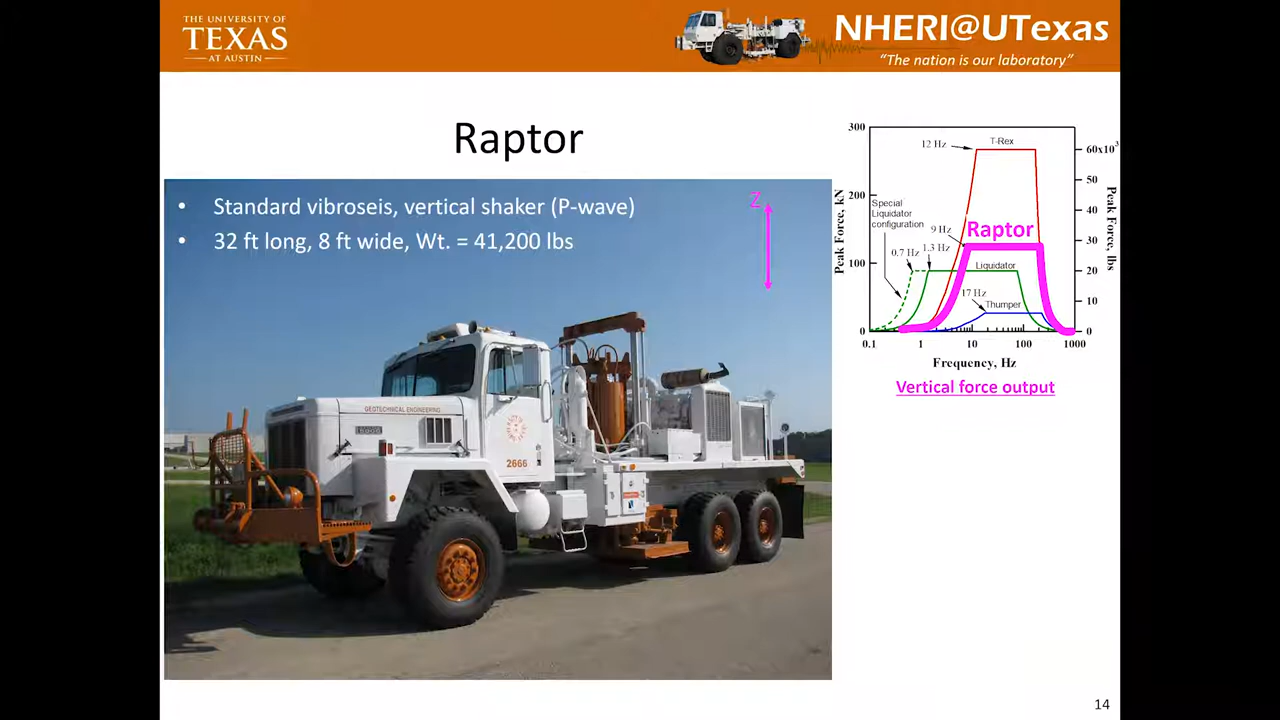 THE UNIVERSITY OF
TEXAS
AT AUSTIN
NHERI@UTexas
“The nation is our laboratory”
Raptor
• Standard vibroseis, vertical shaker (P-wave)
• 32 ft long, 8 ft wide, Wt. = 41,200 lbs
Z
GEOTECHNICAL ENGINEERING
2666
300
200
100
0
Peak Force, kN
60x10³
50
40
30
20
10
0
Peak Force, lbs
12 Hz
T-Rex
Special
Liquidator
configuration
9 Hz
Raptor
0.7 Hz
1.3 Hz
Liquidator
17 Hz
Thumper
0.1 1 10 100 1000
Frequency, Hz
Vertical force output
14